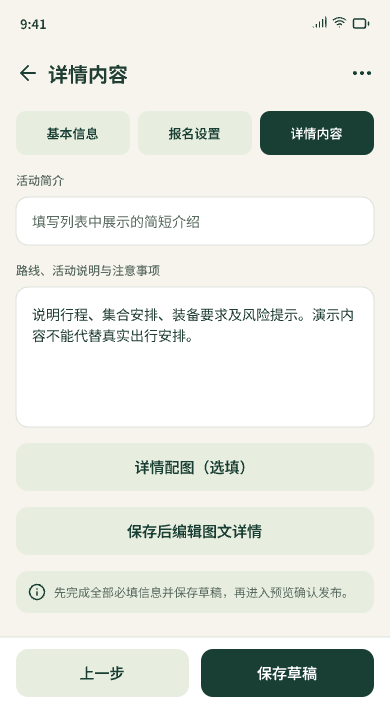 9:41
详情内容
基本信息
报名设置
详情内容
活动简介
填写列表中展示的简短介绍
路线、活动说明与注意事项
说明行程、集合安排、装备要求及风险提示。演示内
容不能代替真实出行安排。
详情配图（选填）
保存后编辑图文详情
先完成全部必填信息并保存草稿，再进入预览确认发布。
上一步
保存草稿